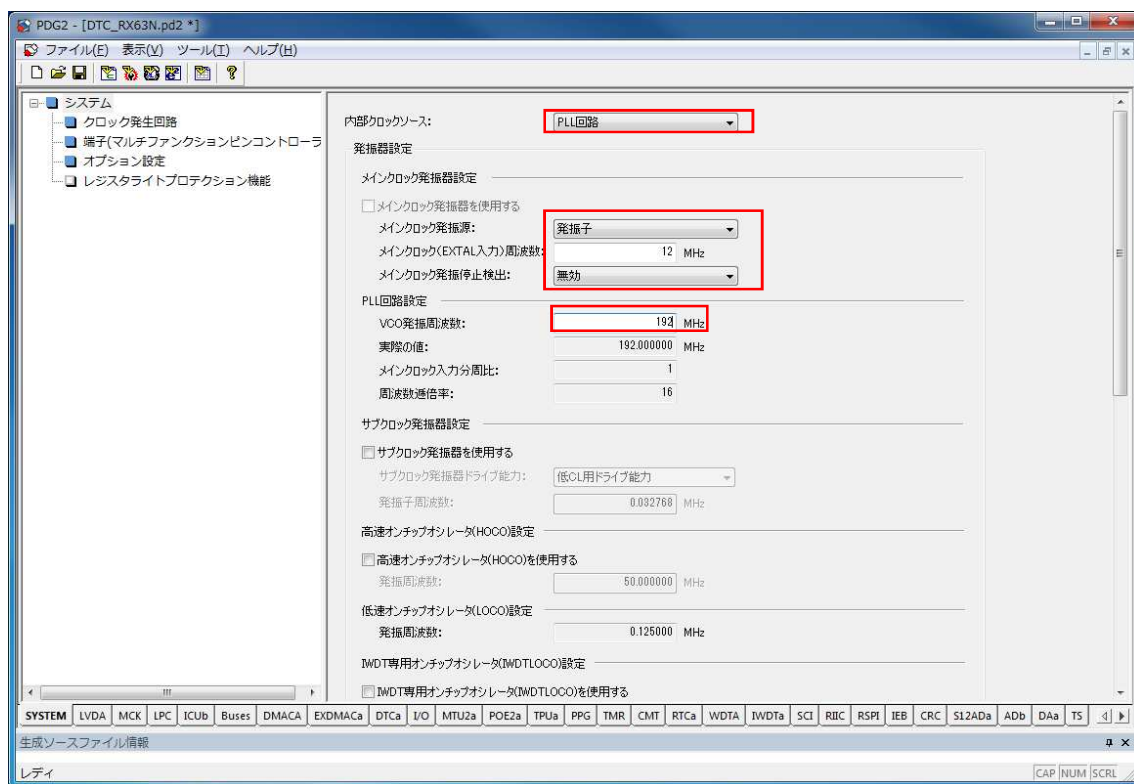 PDG2 - [DTC_RX63N.pd2 *]
ファイル(F) 表示(V) ツール(T) ヘルプ(H)
システム
クロック発生回路
端子(マルチファンクションピンコントローラ
オプション設定
レジスタライトプロテクション機能
内部クロックソース: PLL回路
発振器設定
メインクロック発振器設定
メインクロック発振器を使用する
メインクロック発振源: 発振子
メインクロック(EXTAL入力)周波数: 12 MHz
メインクロック発振停止検出: 無効
PLL回路設定
VCO発振周波数: 192 MHz
実際の値: 192.000000 MHz
メインクロック入力分周比: 1
周波数逓倍率: 16
サブクロック発振器設定
サブクロック発振器を使用する
サブクロック発振器ドライブ能力: 低CL用ドライブ能力
発振子周波数: 0.032768 MHz
高速オンチップオシレータ(HOCO)設定
高速オンチップオシレータ(HOCO)を使用する
発振周波数: 50.000000 MHz
低速オンチップオシレータ(LOCO)設定
発振周波数: 0.125000 MHz
IWDT専用オンチップオシレータ(IWDTLOCO)設定
IWDT専用オンチップオシレータ(IWDTLOCO)を使用する
SYSTEM LVDA MCK LPC ICUb Buses DMACA EXDMACa DTCa I/O MTU2a POE2a TPUa PPG TMR CMT RTCa WDTA IWDTa SCI RIIC RSPI IEB CRC S12ADa ADb DAa TS
生成ソースファイル情報
レディ CAP NUM SCRL